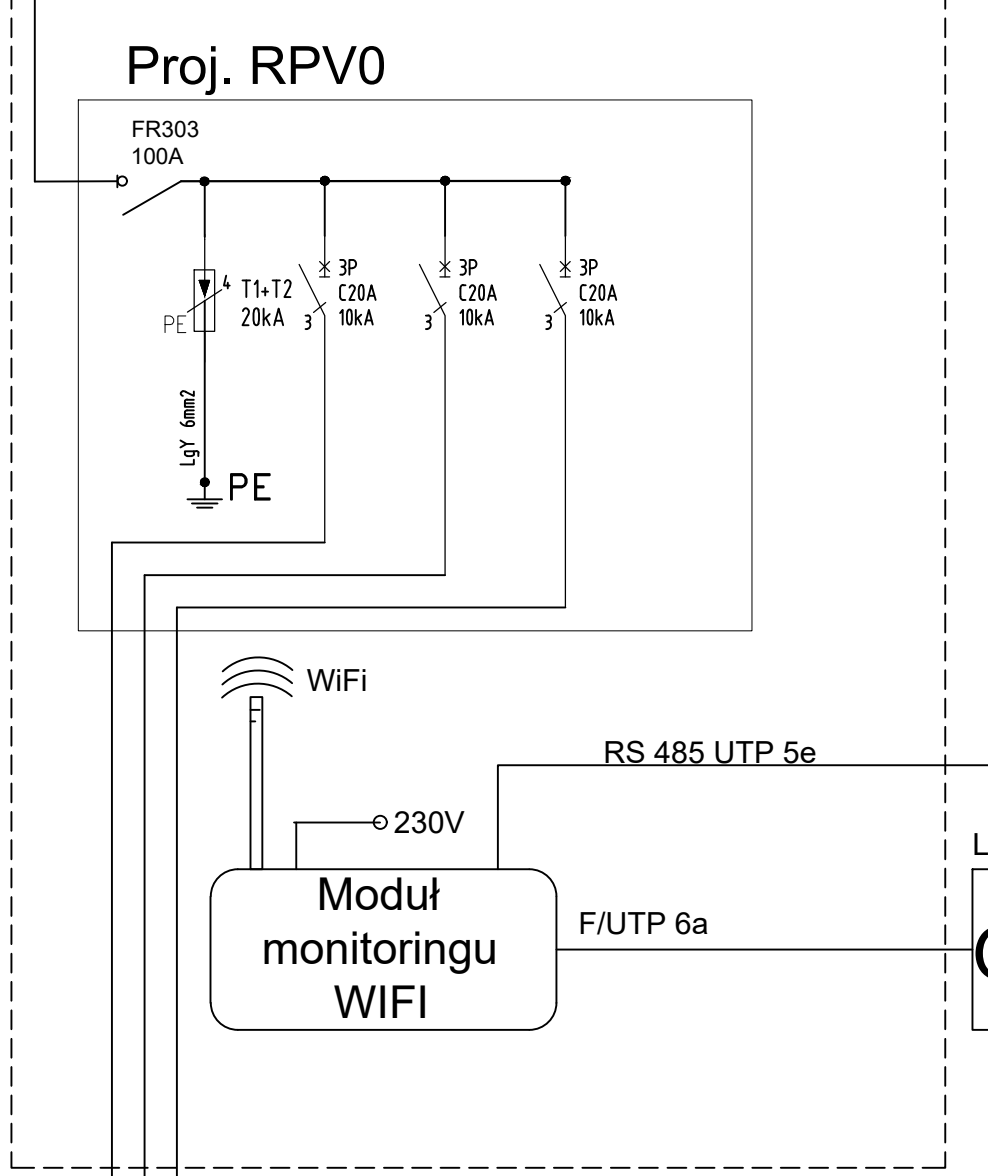 Proj. RPV0
FR303
100A
4
T1+T2
20kA
PE
3P
C20A
10kA
3
3P
C20A
10kA
3
3P
C20A
10kA
3
LgY 6mm2
PE
WiFi
RS 485 UTP 5e
230V
Moduł
monitoringu
WIFI
F/UTP 6a